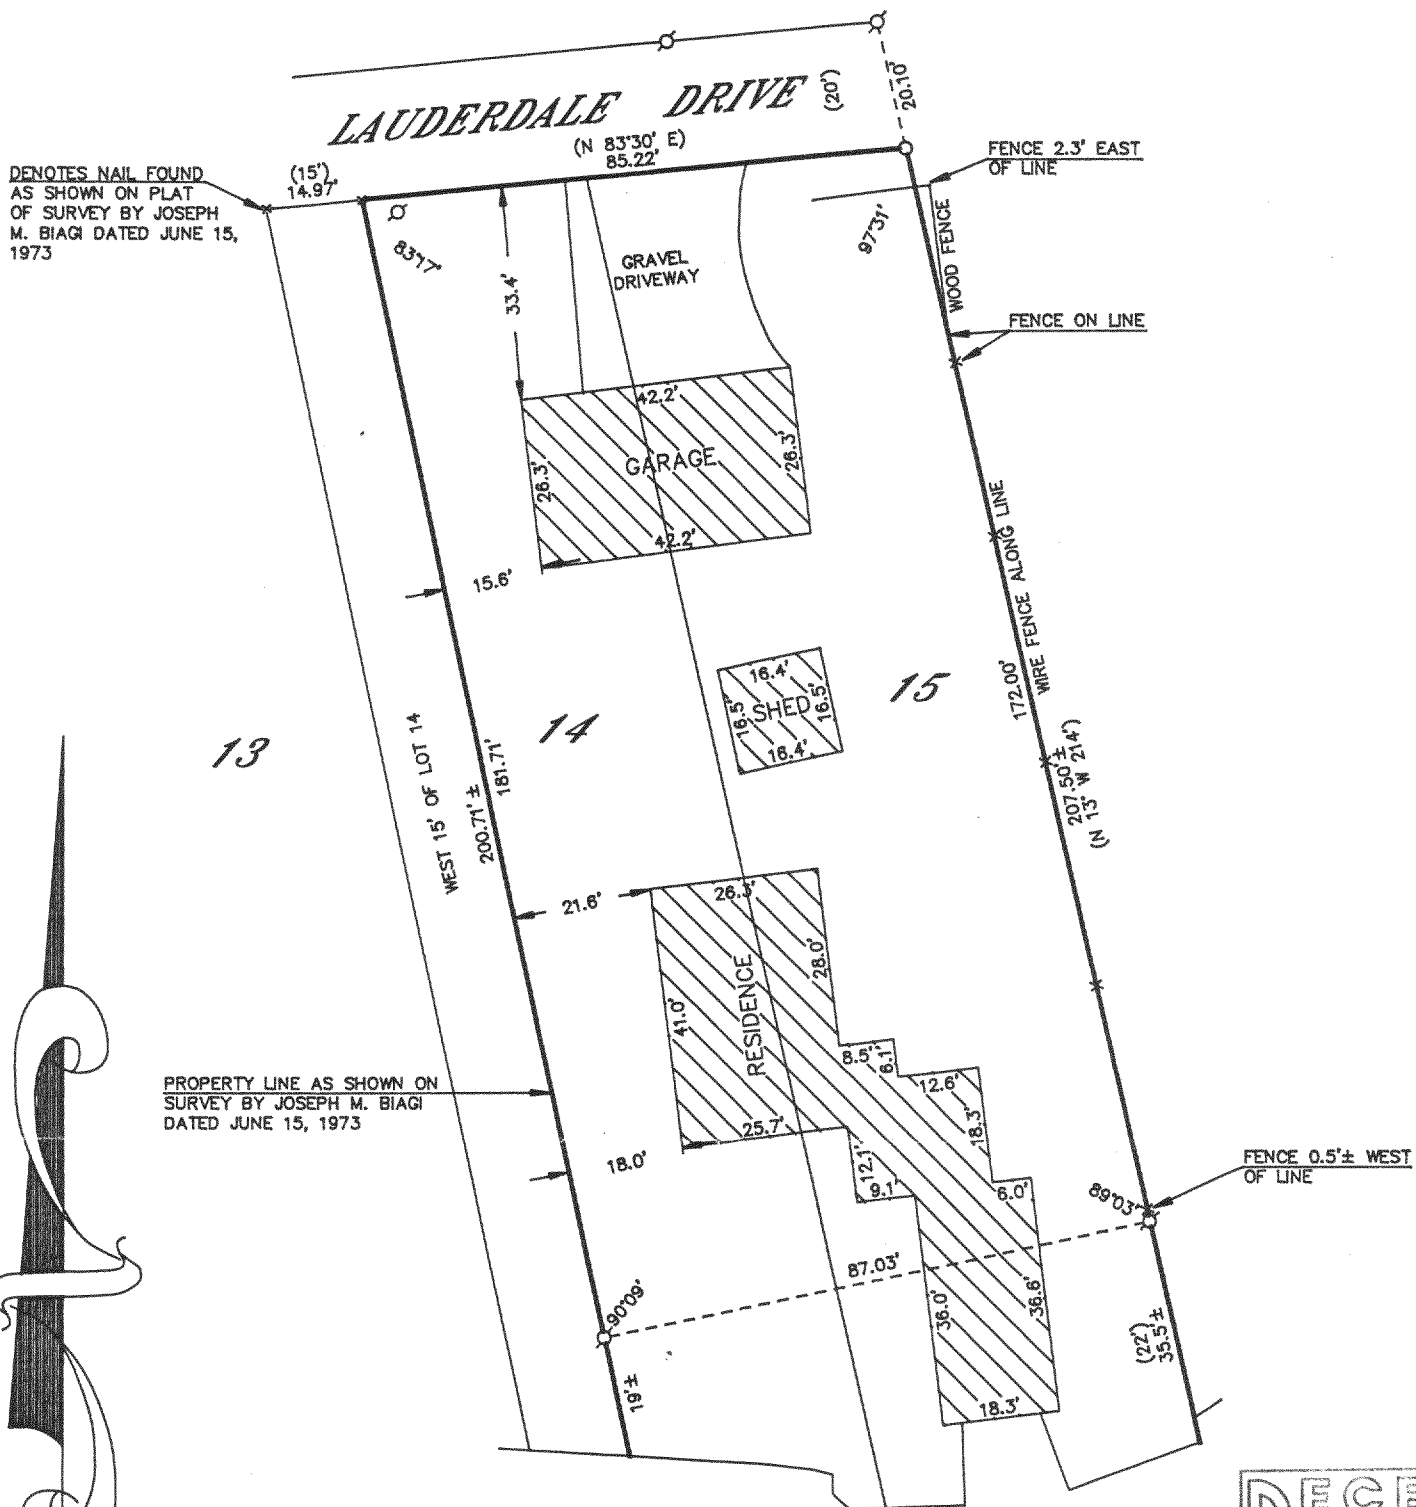 LAUDERDALE DRIVE
(20')
20.10'
(N 83°30' E)
85.22'
(15')
14.97'
DENOTES NAIL FOUND
AS SHOWN ON PLAT
OF SURVEY BY JOSEPH
M. BIAGI DATED JUNE 15,
1973
FENCE 2.3' EAST
OF LINE
83°17'
97°31'
33.4'
GRAVEL
DRIVEWAY
WOOD FENCE
FENCE ON LINE
42.2'
GARAGE
26.3'
26.3'
42.2'
15.6'
WIRE FENCE ALONG LINE
16.4'
16.5'
SHED
16.5'
16.4'
15
172.00'
13
14
WEST 15' OF LOT 14
181.71'
200.71' ±
207.50' ±
(N 13° W 214')
21.6'
26.3'
28.0'
41.0'
RESIDENCE
8.5'
6.1'
12.6'
18.3'
PROPERTY LINE AS SHOWN ON
SURVEY BY JOSEPH M. BIAGI
DATED JUNE 15, 1973
25.7'
18.0'
12.1'
9.1'
6.0'
89°03'
FENCE 0.5'± WEST
OF LINE
87.03'
90°09'
36.0'
36.6'
(22')
35.5'±
19'±
18.3'
DECE